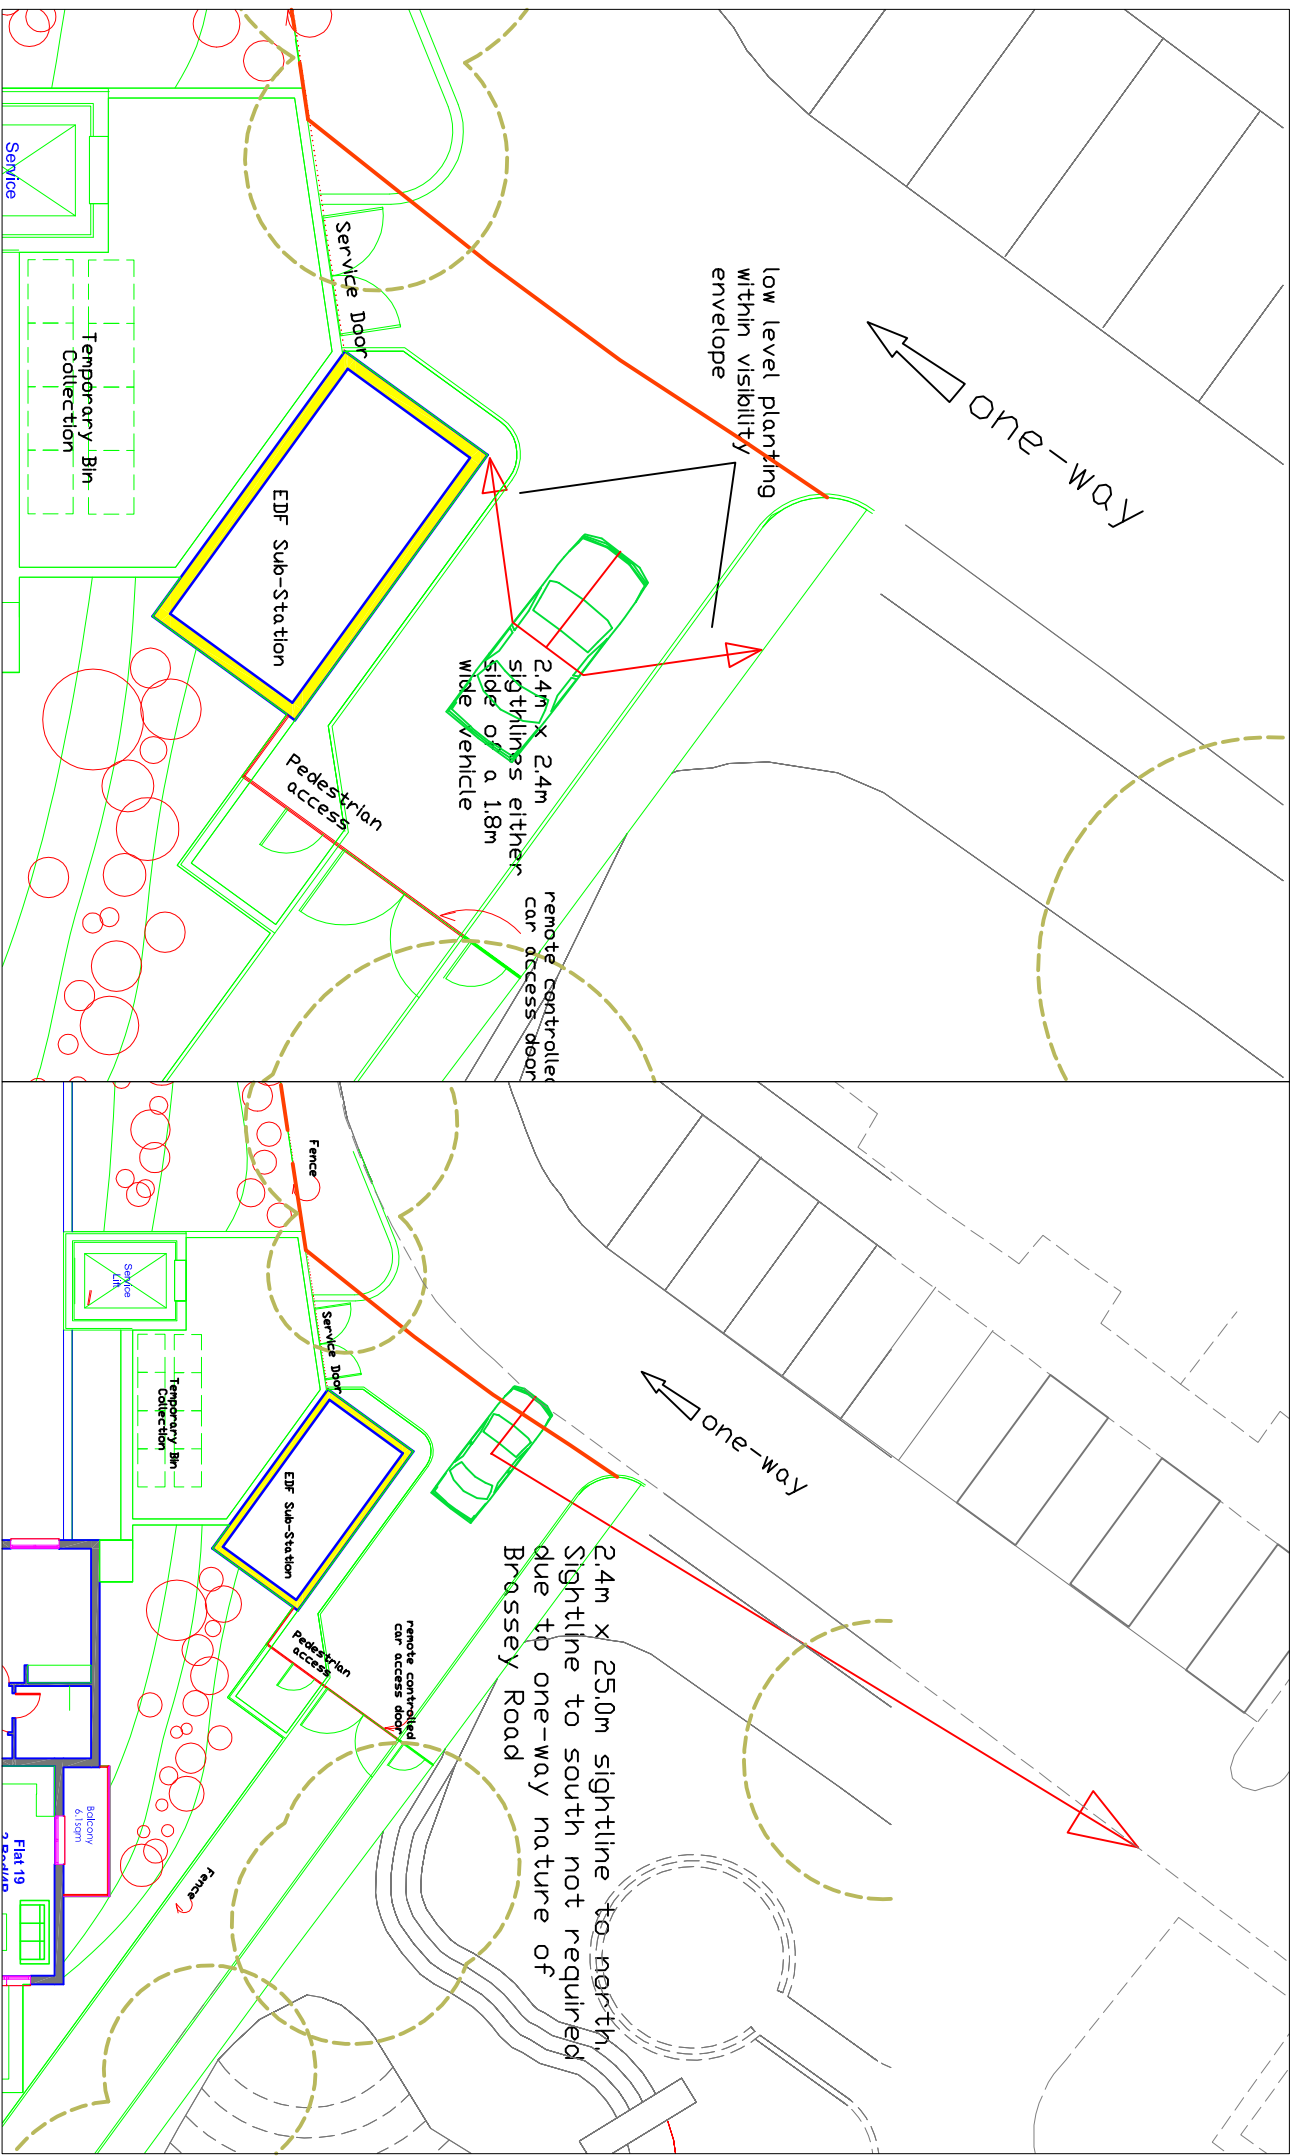 Service
Service Door
Temporary Bin
Collection
EDF Sub-Station
Pedestrian
access
low level planting
within visibility
envelope
one-way
2.4m x 2.4m
sigthlines either
side of a 1.8m
wide vehicle
remote controlled
car access door
Fence
Service
Lift
Service Door
Temporary Bin
Collection
EDF Sub-Station
Pedestrian
access
remote controlled
car access door
one-way
2.4m x 25.0m sightline to north.
Sightline to south not required
due to one-way nature of
Brassey Road
Balcony
6.1sqm
Flat 19
Fence